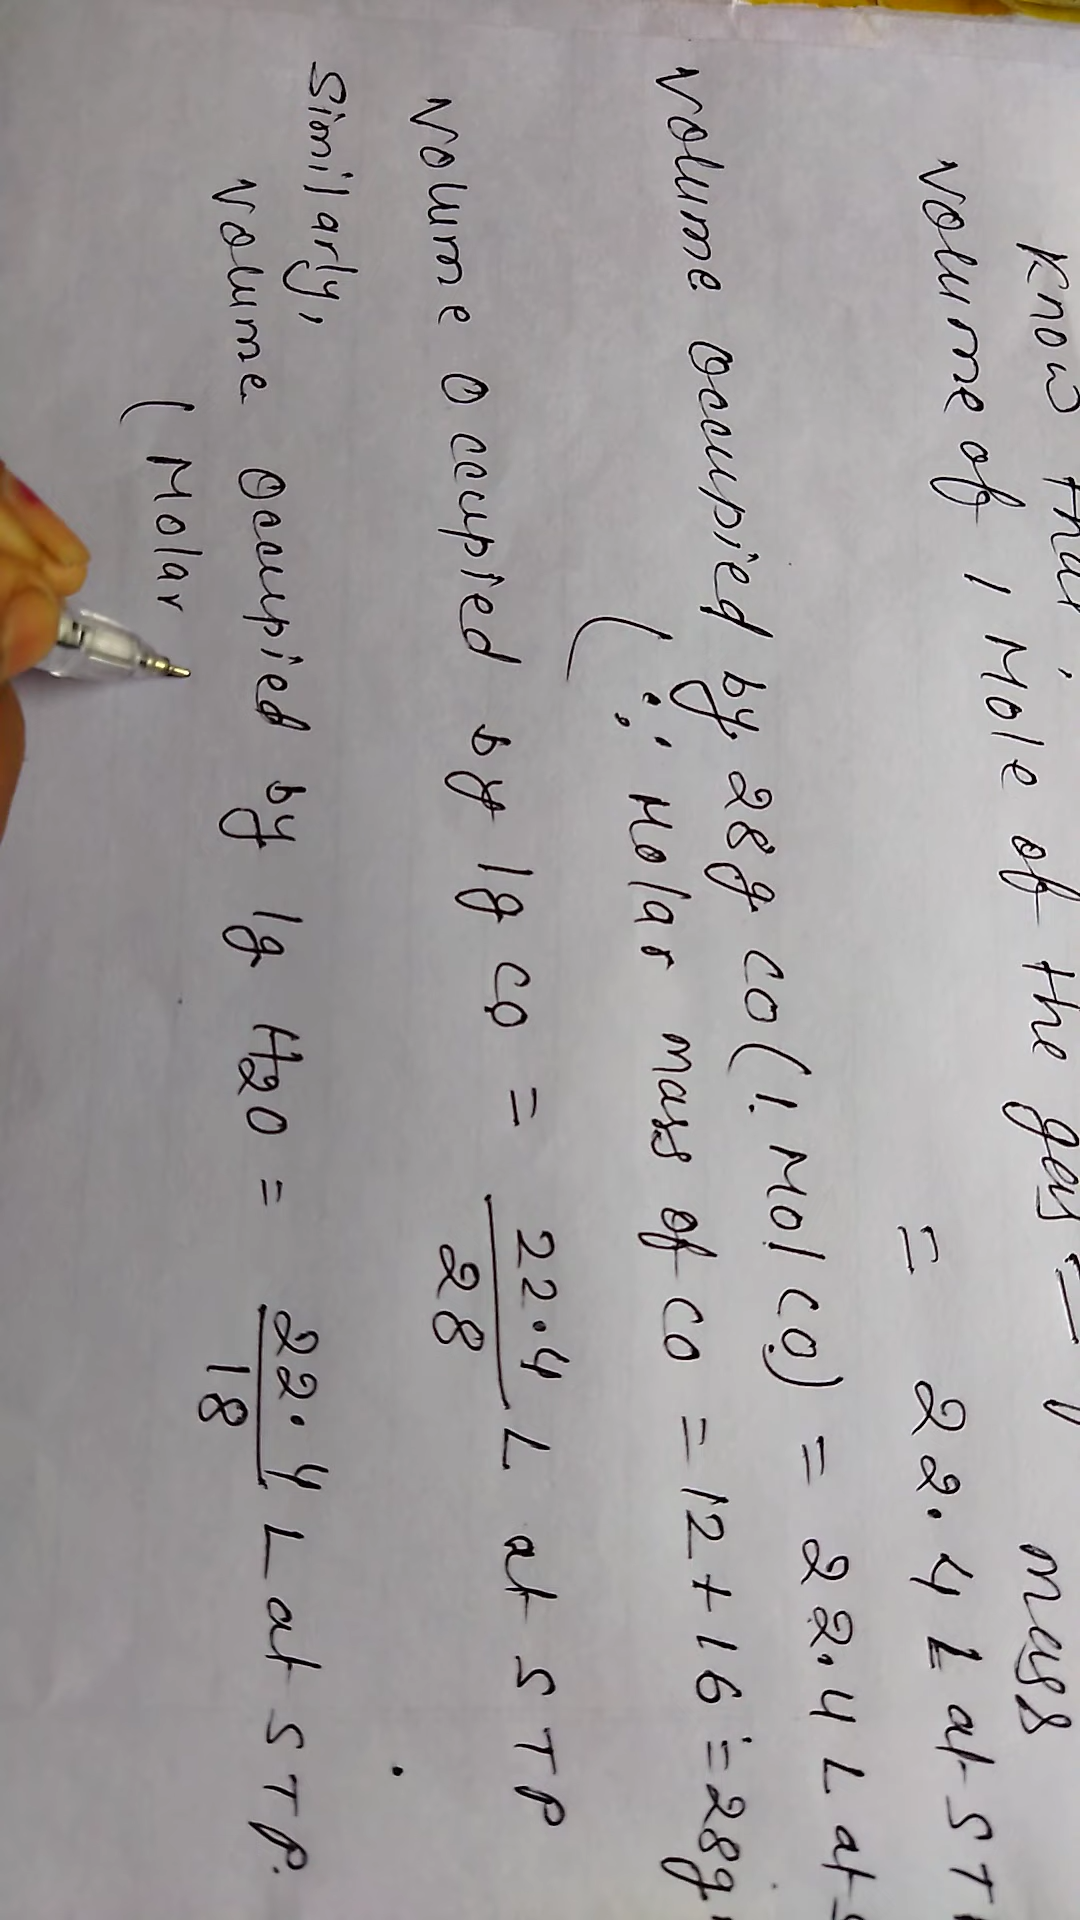 know that, mass
volume of 1 Mole of the gas =
= 22.4 L at ST
volume occupied by 28g CO (1 Mol CO) = 22.4 L at
(∵ Molar mass of CO = 12+16 = 28g
volume occupied by 1g CO = 22.4/28 L at STP
Similarly,
volume occupied by 1g H2O = 22.4/18 L at STP.
( Molar